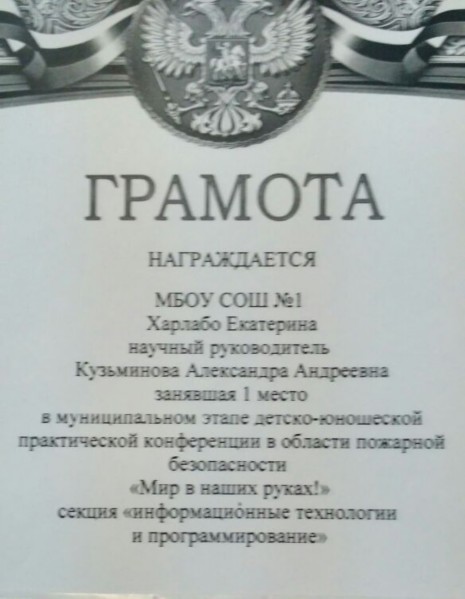 ГРАМОТА
НАГРАЖДАЕТСЯ
МБОУ СОШ №1
Харлабо Екатерина
научный руководитель
Кузьминова Александра Андреевна
занявшая 1 место
в муниципальном этапе детско-юношеской
практической конференции в области пожарной
безопасности
«Мир в наших руках!»
секция «информационные технологии
и программирование»